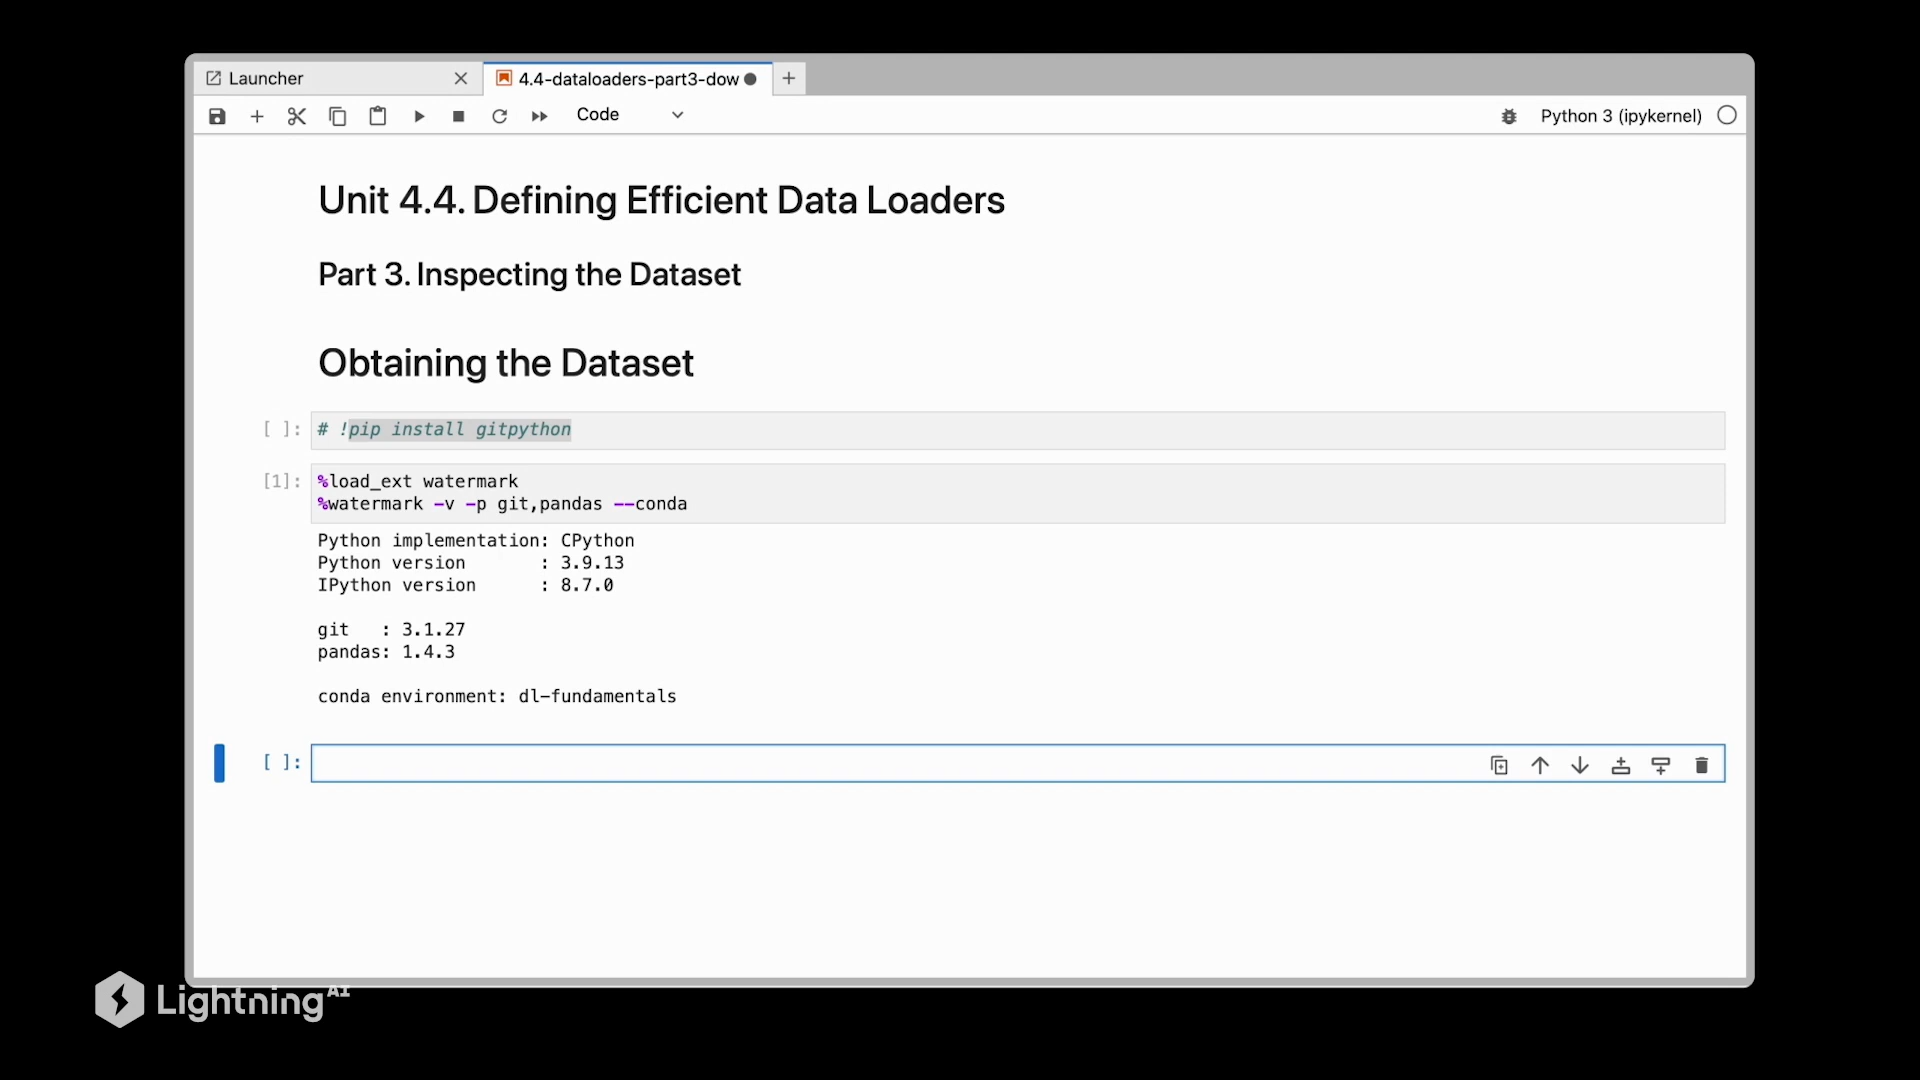 Launcher
4.4-dataloaders-part3-dow
Code
Python 3 (ipykernel)
Unit 4.4. Defining Efficient Data Loaders
Part 3. Inspecting the Dataset
Obtaining the Dataset
[ ]: # !pip install gitpython
[1]: %load_ext watermark
%watermark -v -p git,pandas --conda
Python implementation: CPython
Python version       : 3.9.13
IPython version      : 8.7.0
git   : 3.1.27
pandas: 1.4.3
conda environment: dl-fundamentals
[ ]:
Lightning AI